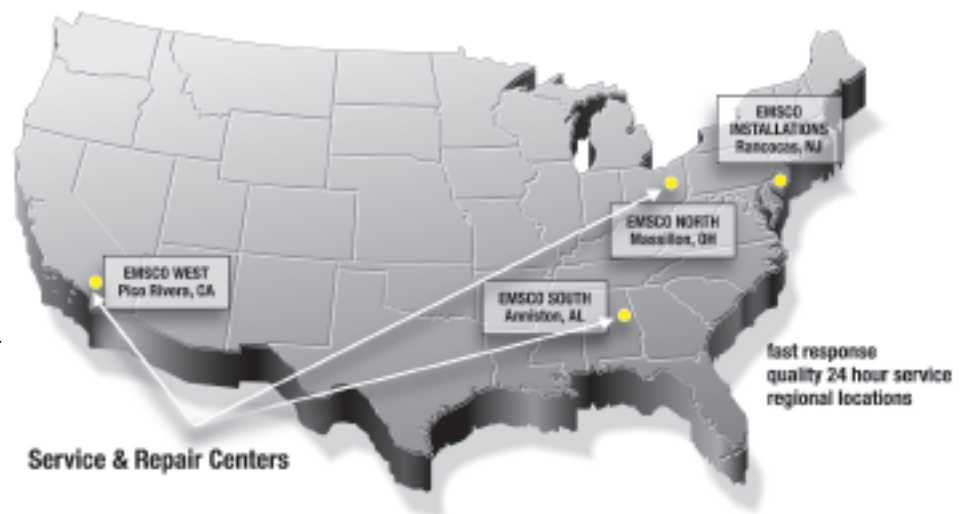 EMSCO
INSTALLATIONS
Rancocas, NJ
EMSCO NORTH
Massillon, OH
EMSCO WEST
Pico Rivera, CA
EMSCO SOUTH
Anniston, AL
fast response
quality 24 hour service
regional locations
Service & Repair Centers